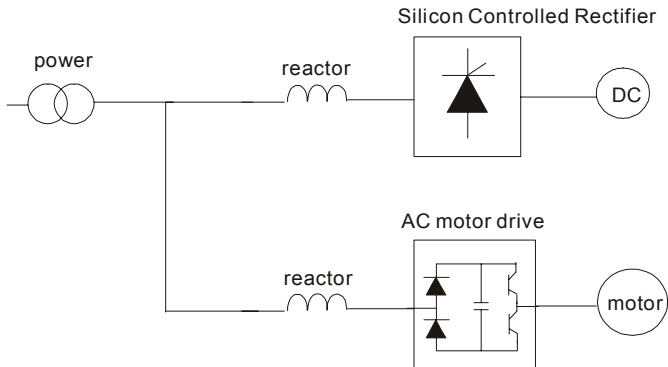 Silicon Controlled Rectifier
power
reactor
DC
AC motor drive
reactor
motor